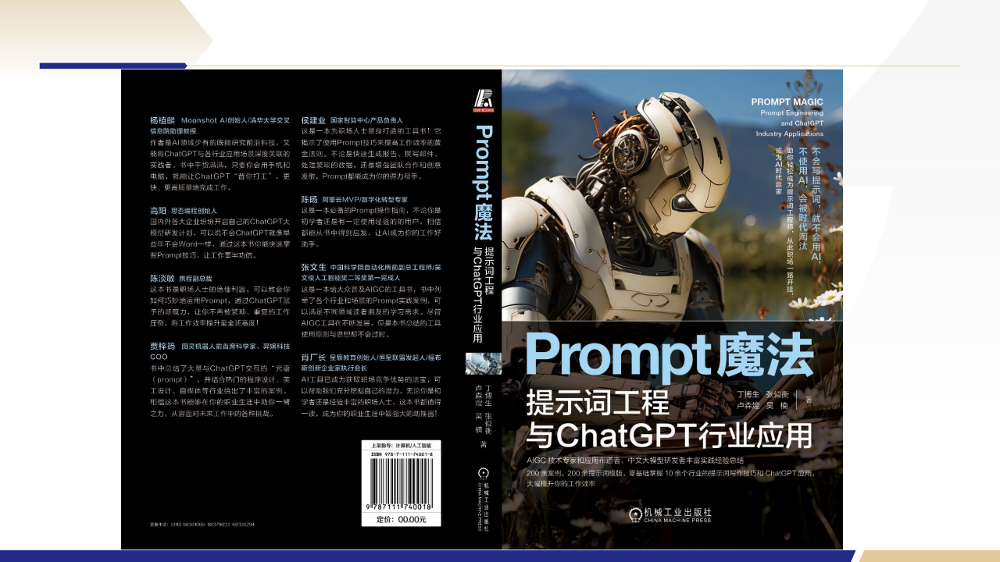 杨植麟 Moonshot AI创始人/清华大学交叉
信息院助理教授
作者是AI领域少有的既能研究前沿科技，又
能将ChatGPT与各行业应用场景深度关联的
实践者。书中干货满满，只要你会用手机和
电脑，就能让ChatGPT“替你打工”，更
快、更高质量地完成工作。
高阳 思否编程创始人
国内外各大企业纷纷开启自己的ChatGPT大
模型研发计划，可以说不会ChatGPT就像早
些年不会Word一样，通过这本书你能快速掌
握Prompt技巧，让工作事半功倍。
陈淡敏 携程副总裁
这本书是职场人士的绝佳利器，可以教会你
如何巧妙地运用Prompt，通过ChatGPT赋
予的新魔力，让你不再被繁琐、重复的工作
压倒，将工作效率提升至全新高度！
贾梓筠 图灵机器人前首席科学家、羿娲科技
COO
书中总结了大量与ChatGPT交互的“咒语
（prompt）”，并结合热门的程序设计、美
工设计、自媒体等行业给出了丰富的案例。
相信这本书能够在你的职业生涯中助你一臂
之力，从容面对未来工作中的各种挑战。
侯建业 国家智算中心产品负责人
这是一本为职场人士量身打造的工具书！它
揭示了使用Prompt技巧来提高工作效率的黄
金法则。不论是快速生成报告、撰写邮件、
处理繁琐的数据，还是增强团队合作和创意
发散，Prompt都能成为你的得力帮手。
陈旸 阿里云MVP/数字化转型专家
这是一本必备的Prompt操作指南，不论你是
初学者还是有一定使用经验的的用户，相信
都能从书中得到启发，让AI成为你的工作好
助手。
张文生 中国科学院自动化所前副总工程师/吴
文俊人工智能奖二等奖第一完成人
这是一本给大众普及AIGC的工具书，书中列
举了各个行业和场景的Prompt实践案例，可
以满足不同领域读者朋友的学习需求。尽管
AIGC工具在不断发展，但是本书总结的工具
使用原则与思想却不会过时。
肖厂长 星辰教育创始人/恒星联盟发起人/福布
斯创新企业家执行会长
AI工具已成为获取职场竞争优势的法宝，可
以帮助我们充分挖掘自己的潜力。无论你是初
学者还是经验丰富的职场人士，这本书都值得
一读，成为你的职业生涯中最强大的助推器！
上架指导：计算机/人工智能
ISBN 978-7-111-74001-8
9 787111 740018
定价：00.00元
客服电话：（010）88361066 88379833 68326294
CMP BOOKS
Prompt 魔法
提示词工程
与ChatGPT行业应用
丁博生 张似衡
卢森煌 吴 楠 著
机械工业出版社
CHINA MACHINE PRESS
PROMPT MAGIC
Prompt Engineering
and ChatGPT
Industry Applications
不会写提示词，就不会用AI，
不使用AI，会被时代淘汰
助你轻松成为提示词工程师，从此职场一路开挂，
成为AI时代赢家
Prompt魔法
提示词工程
与ChatGPT行业应用
丁博生 张似衡
卢森煌 吴 楠 著
AIGC 技术专家和应用布道者、中文大模型研发者丰富实践经验总结
200 余案例，200 余提示词模版，零基础掌握 10 余个行业的提示词写作技巧和 ChatGPT 应用，
大幅提升你的工作效率
机械工业出版社
CHINA MACHINE PRESS